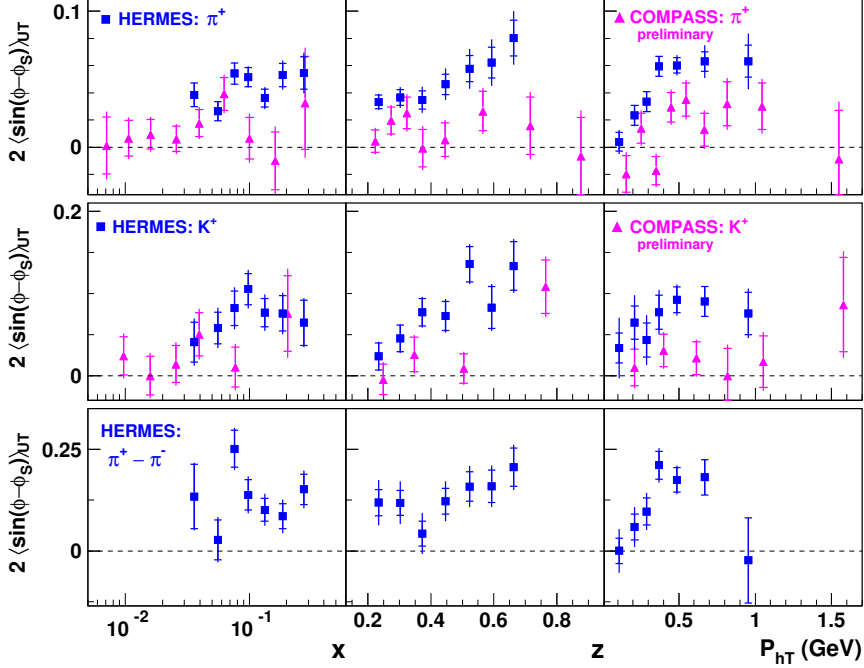 2 ⟨sin(ϕ–ϕS)⟩UT
0.1
0
HERMES: π+
COMPASS: π+
preliminary
2 ⟨sin(ϕ–ϕS)⟩UT
0.2
0
HERMES: K+
COMPASS: K+
preliminary
2 ⟨sin(ϕ–ϕS)⟩UT
0.25
0
HERMES:
π+ – π-
10-2 10-1 0.2 0.4 0.6 0.8 0.5 1 1.5
x z PhT (GeV)